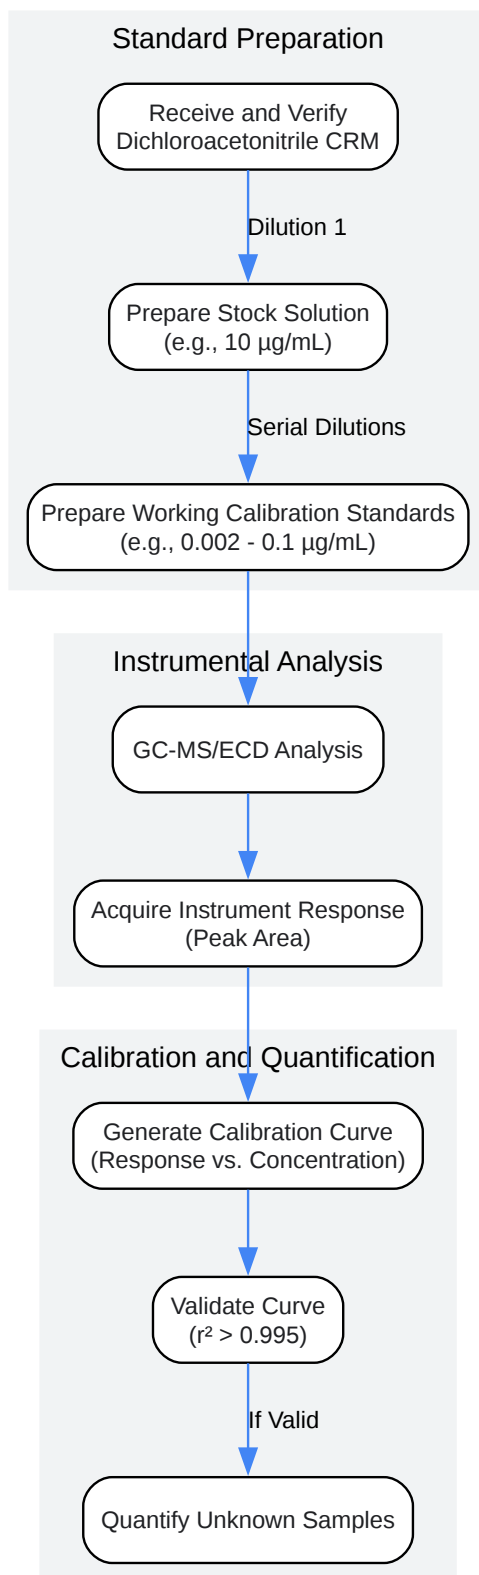 Standard Preparation
Receive and Verify
Dichloroacetonitrile CRM
Dilution 1
Prepare Stock Solution
(e.g., 10 µg/mL)
Serial Dilutions
Prepare Working Calibration Standards
(e.g., 0.002 - 0.1 µg/mL)
Instrumental Analysis
GC-MS/ECD Analysis
Acquire Instrument Response
(Peak Area)
Calibration and Quantification
Generate Calibration Curve
(Response vs. Concentration)
Validate Curve
(r² > 0.995)
If Valid
Quantify Unknown Samples